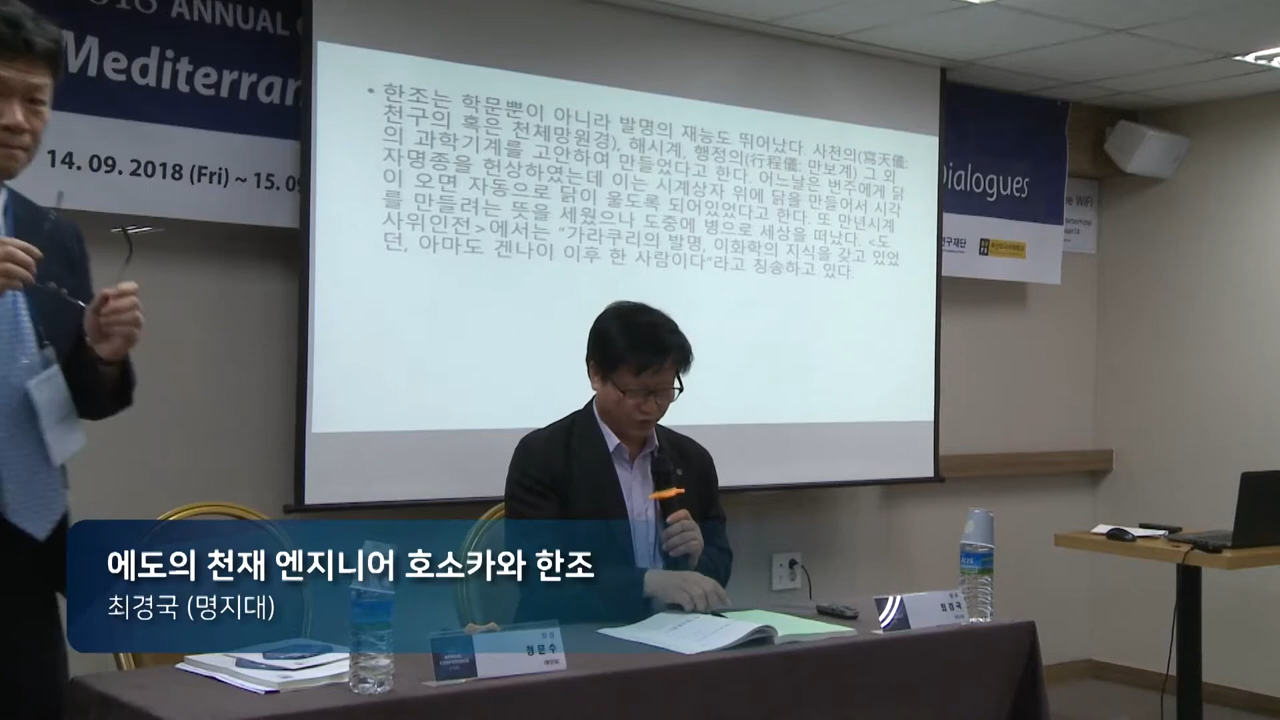 2018 ANNUAL
Mediterran
14. 09. 2018 (Fri) ~ 15. 09
• 한조는 학문뿐이 아니라 발명의 재능도 뛰어났다. 사천의(寫天儀:
천구의 혹은 천체망원경), 해시계, 행정의(行程儀, 만보계) 그 외
의 과학기계를 고안하여 만들었다고 한다. 어느날은 번주에게 닭
자명종을 헌상하였는데 이는 시계상자 위에 닭을 만들어서 시각
이 오면 자동으로 닭이 울도록 되어있었다고 한다. 또 만년시계
를 만들려는 뜻을 세웠으나 도중에 병으로 세상을 떠났다. <도
사위인전>에서는 “가라쿠리의 발명, 이화학의 지식을 갖고 있었
던, 아마도 겐나이 이후 한 사람이다”라고 칭송하고 있다.
Dialogues
연구재단
WiFi
에도의 천재 엔지니어 호소카와 한조
최경국 (명지대)
정문수
최경국